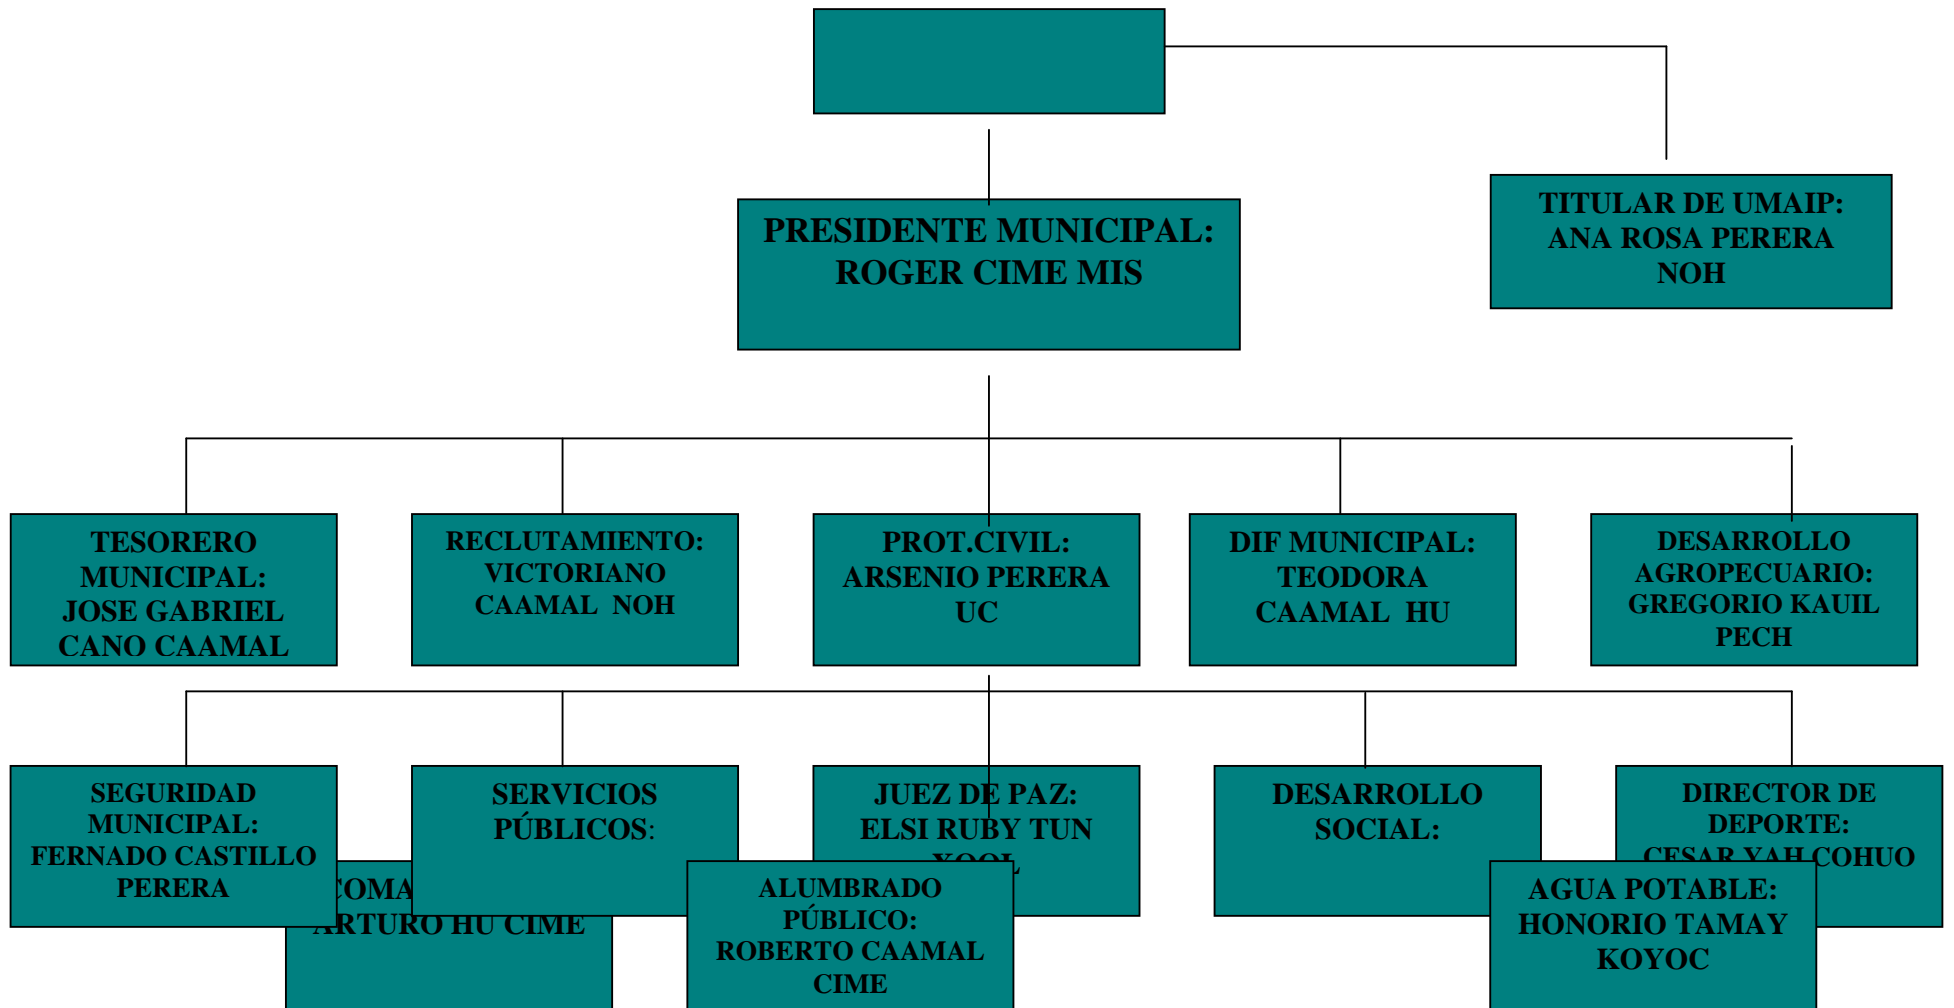 PRESIDENTE MUNICIPAL:
ROGER CIME MIS
TITULAR DE UMAIP:
ANA ROSA PERERA
NOH
TESORERO
MUNICIPAL:
JOSE GABRIEL
CANO CAAMAL
RECLUTAMIENTO:
VICTORIANO
CAAMAL NOH
PROT.CIVIL:
ARSENIO PERERA
UC
DIF MUNICIPAL:
TEODORA
CAAMAL HU
DESARROLLO
AGROPECUARIO:
GREGORIO KAUIL
PECH
SEGURIDAD
MUNICIPAL:
FERNADO CASTILLO
PERERA
SERVICIOS
PÚBLICOS:
JUEZ DE PAZ:
ELSI RUBY TUN
DESARROLLO
SOCIAL:
DIRECTOR DE
DEPORTE:
CESAR YAH COHUO
ARTURO HU CIME
ALUMBRADO
PÚBLICO:
ROBERTO CAAMAL
CIME
AGUA POTABLE:
HONORIO TAMAY
KOYOC